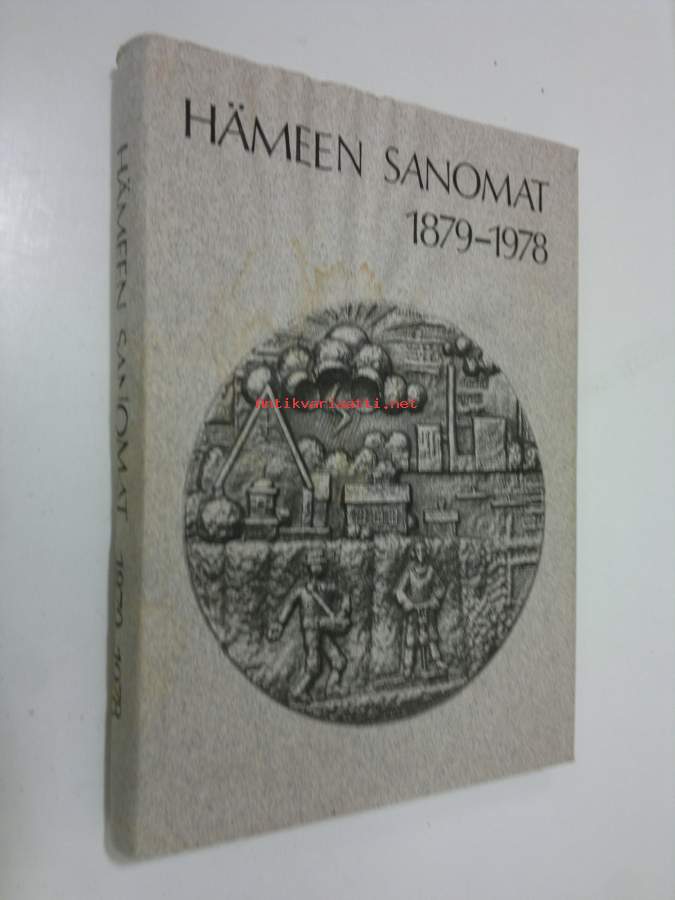 HÄMEEN SANOMAT
1879–1978
antikvariaatti.net
HÄMEEN SANOMAT 1879-1978